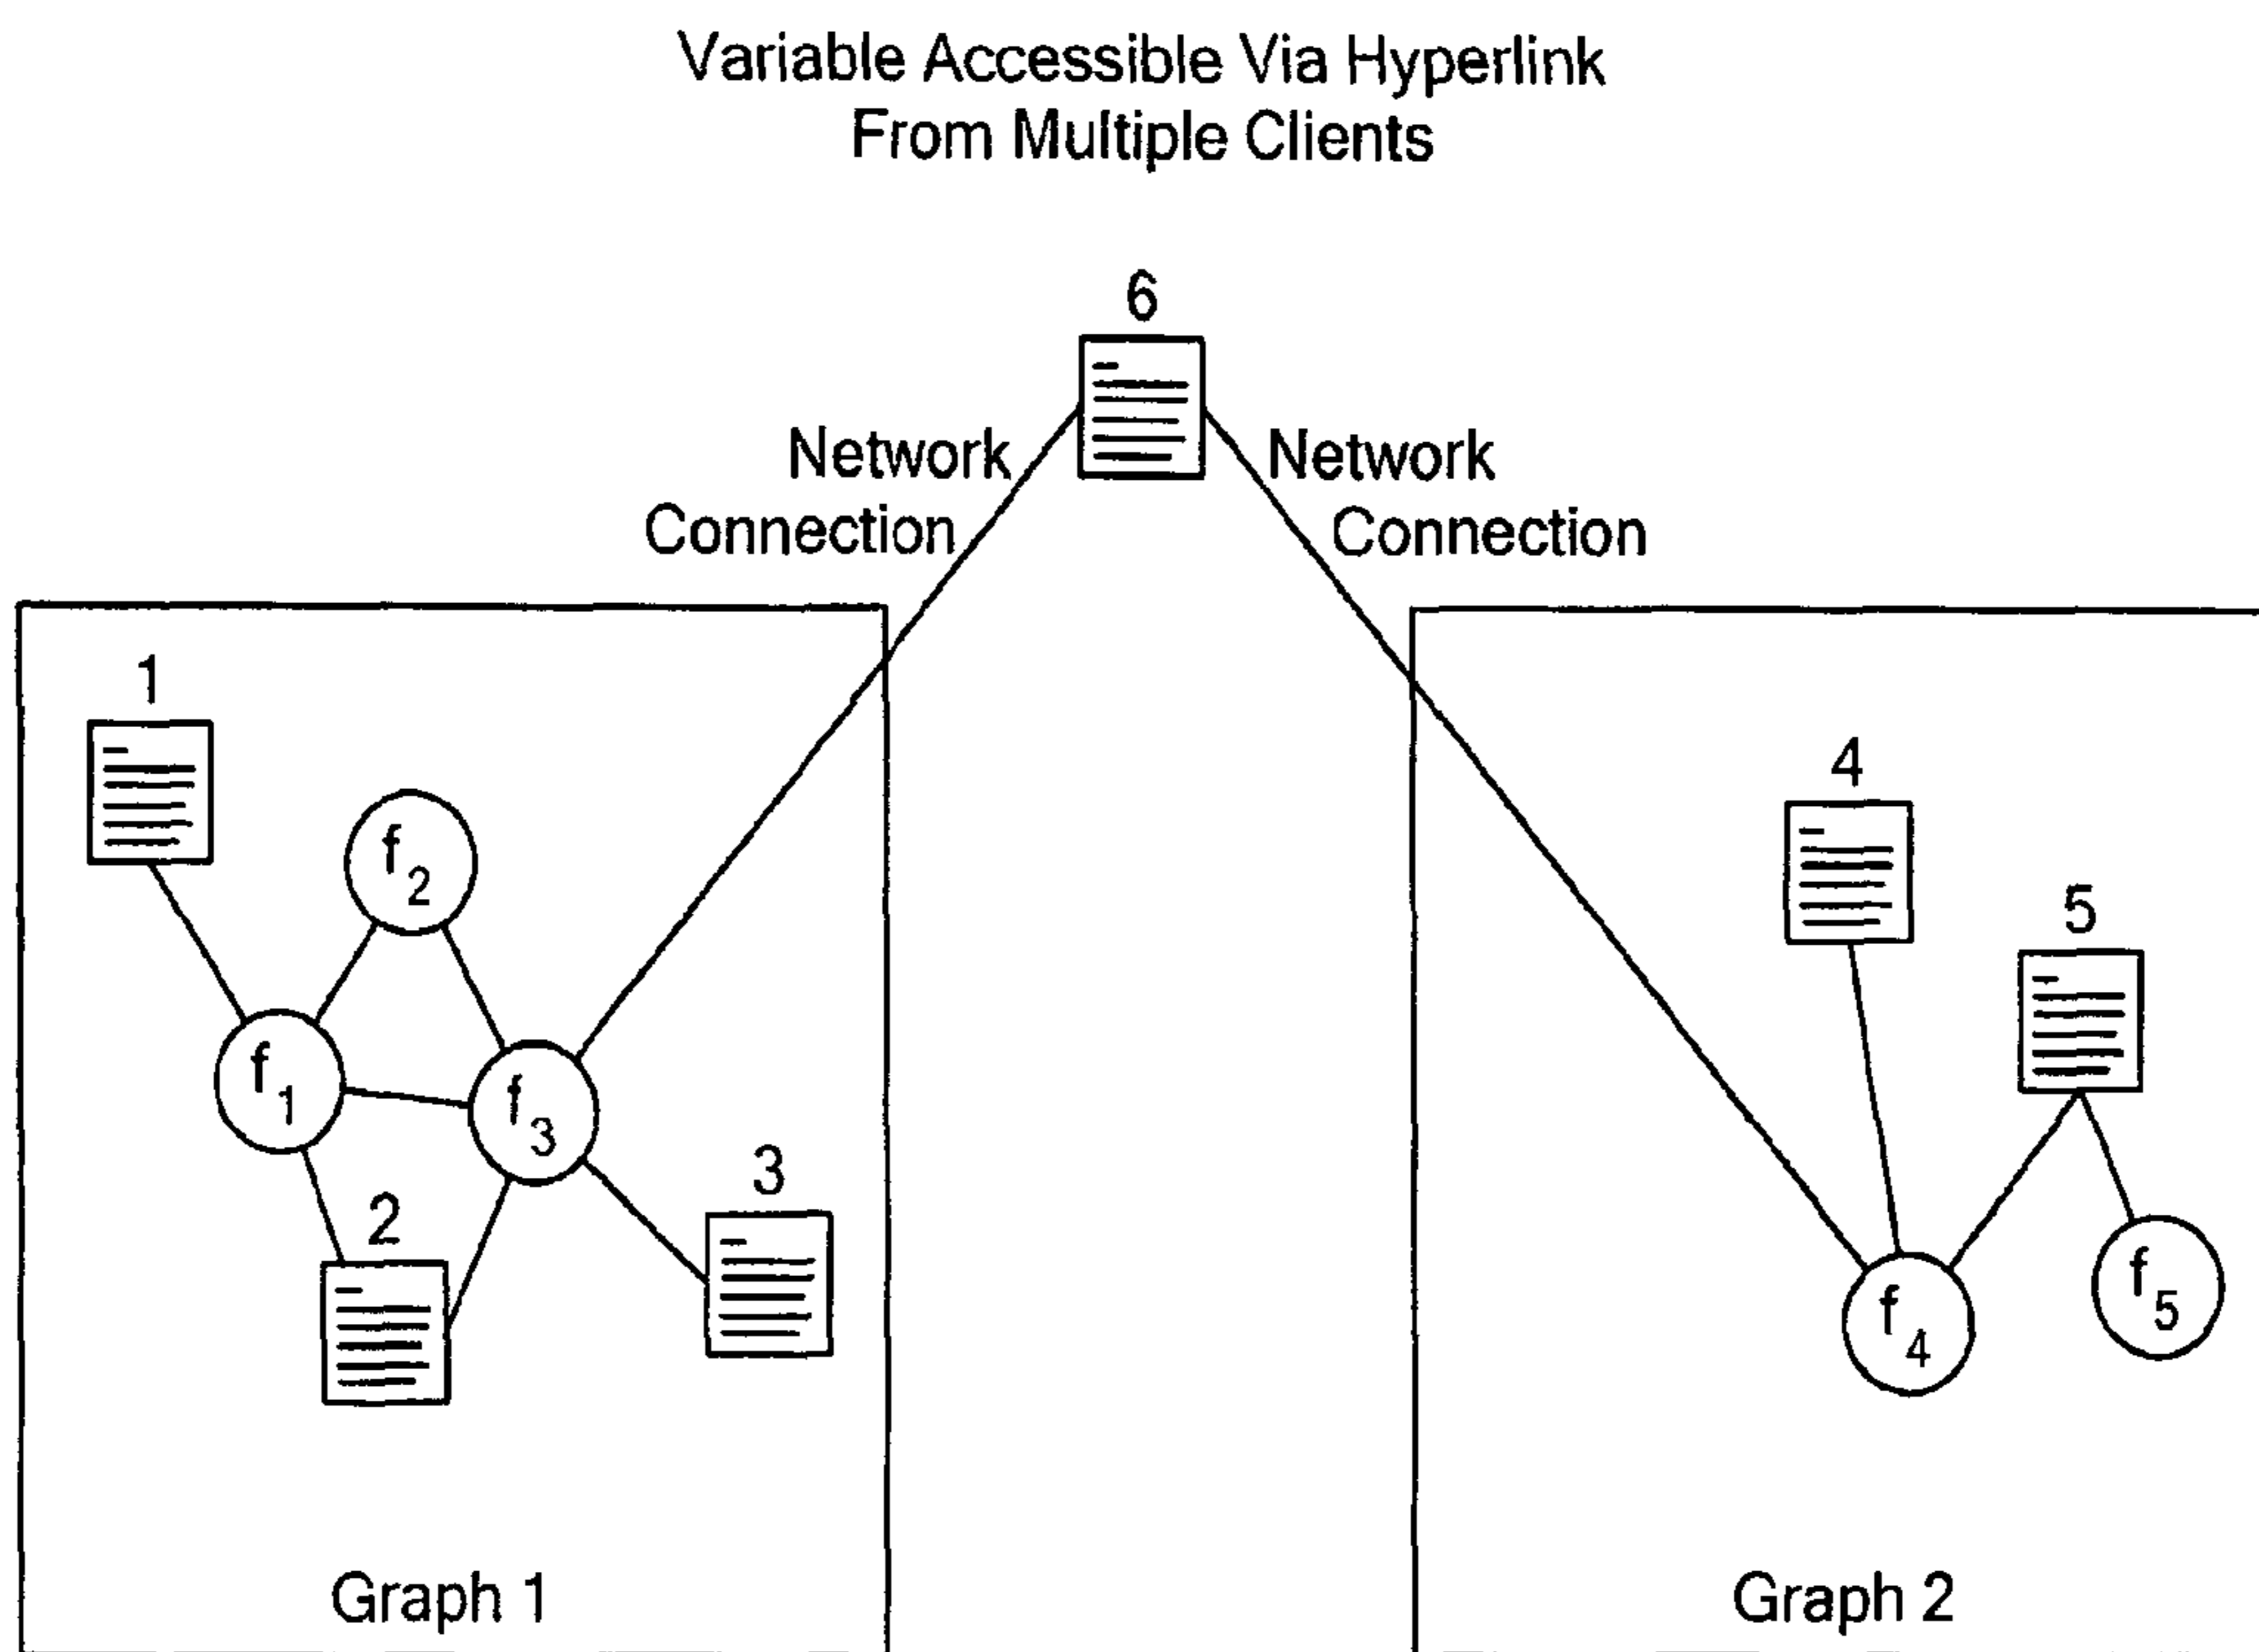 Variable Accessible Via Hyperlink
From Multiple Clients
6
Network
Connection
Network
Connection
1
f2
f1
f3
2
3
Graph 1
4
5
f4
f5
Graph 2